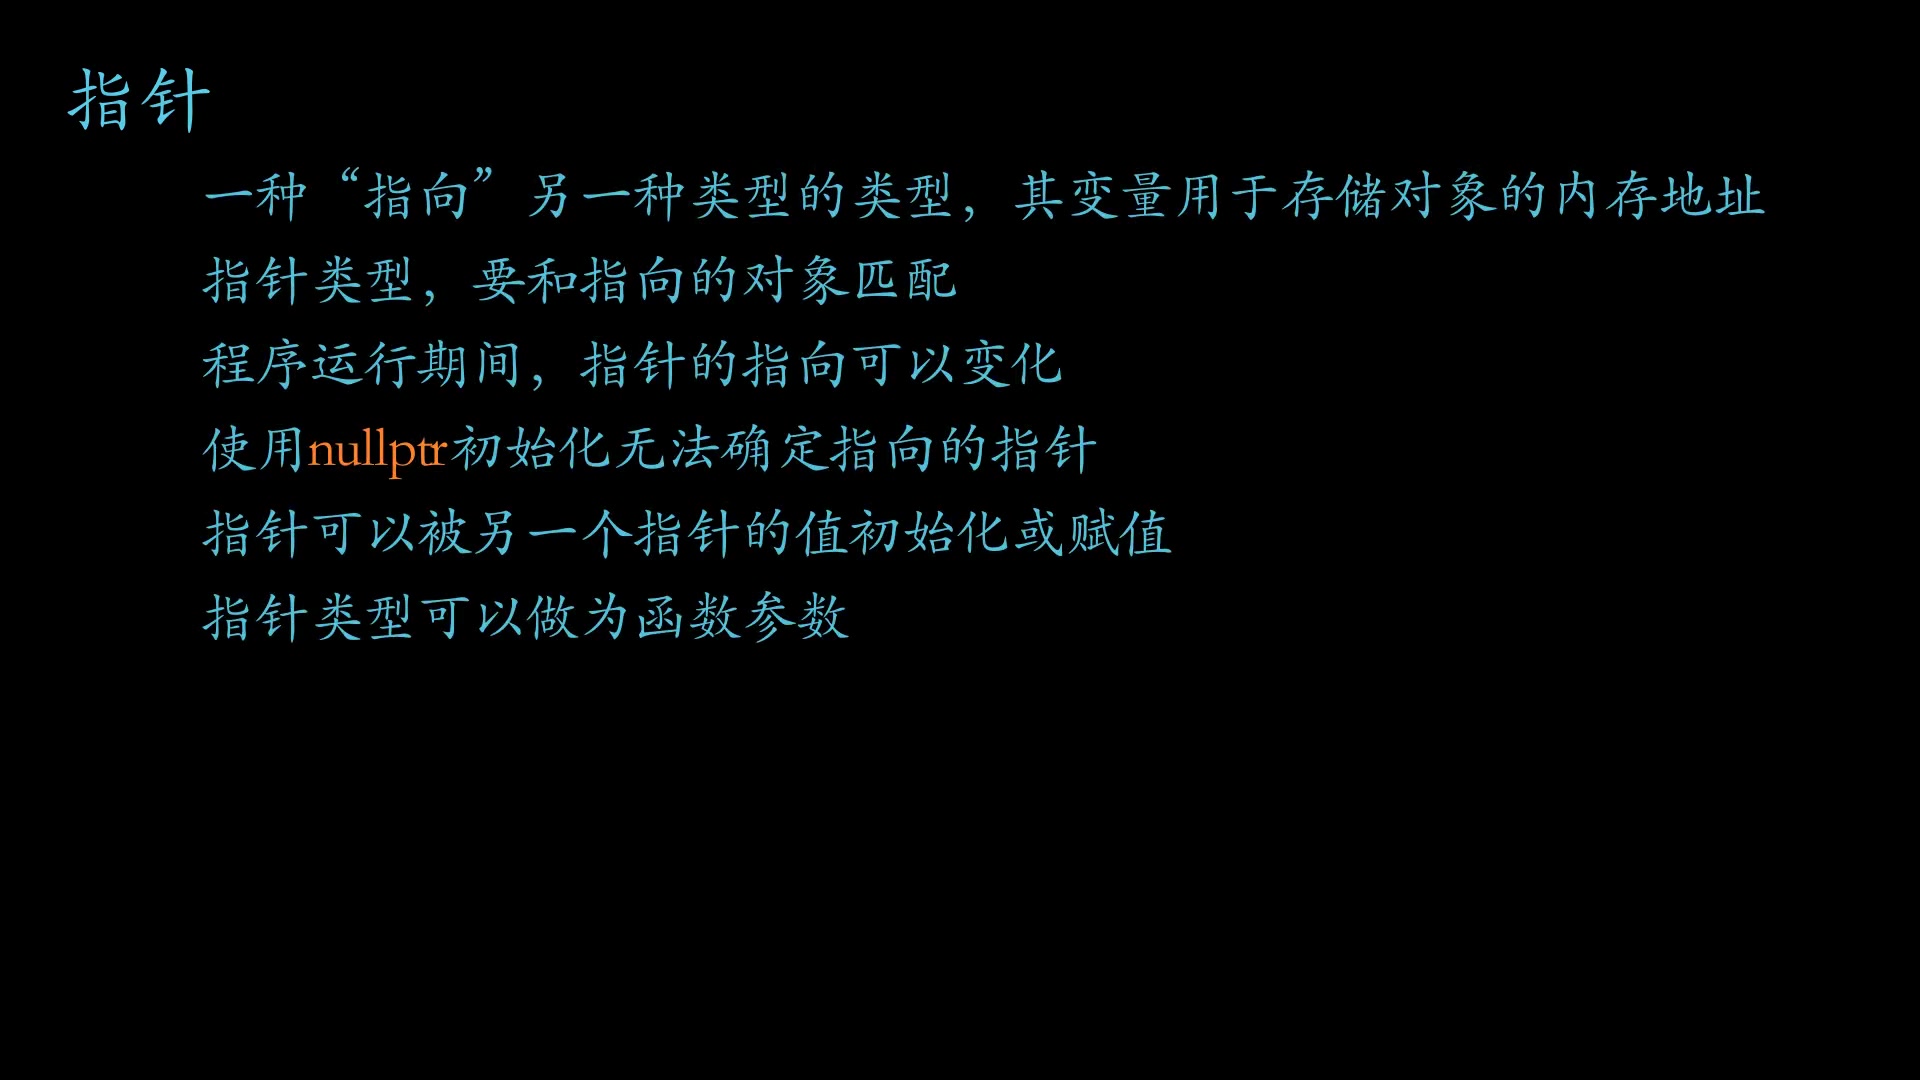 指针
一种“指向”另一种类型的类型，其变量用于存储对象的内存地址
指针类型，要和指向的对象匹配
程序运行期间，指针的指向可以变化
使用nullptr初始化无法确定指向的指针
指针可以被另一个指针的值初始化或赋值
指针类型可以做为函数参数